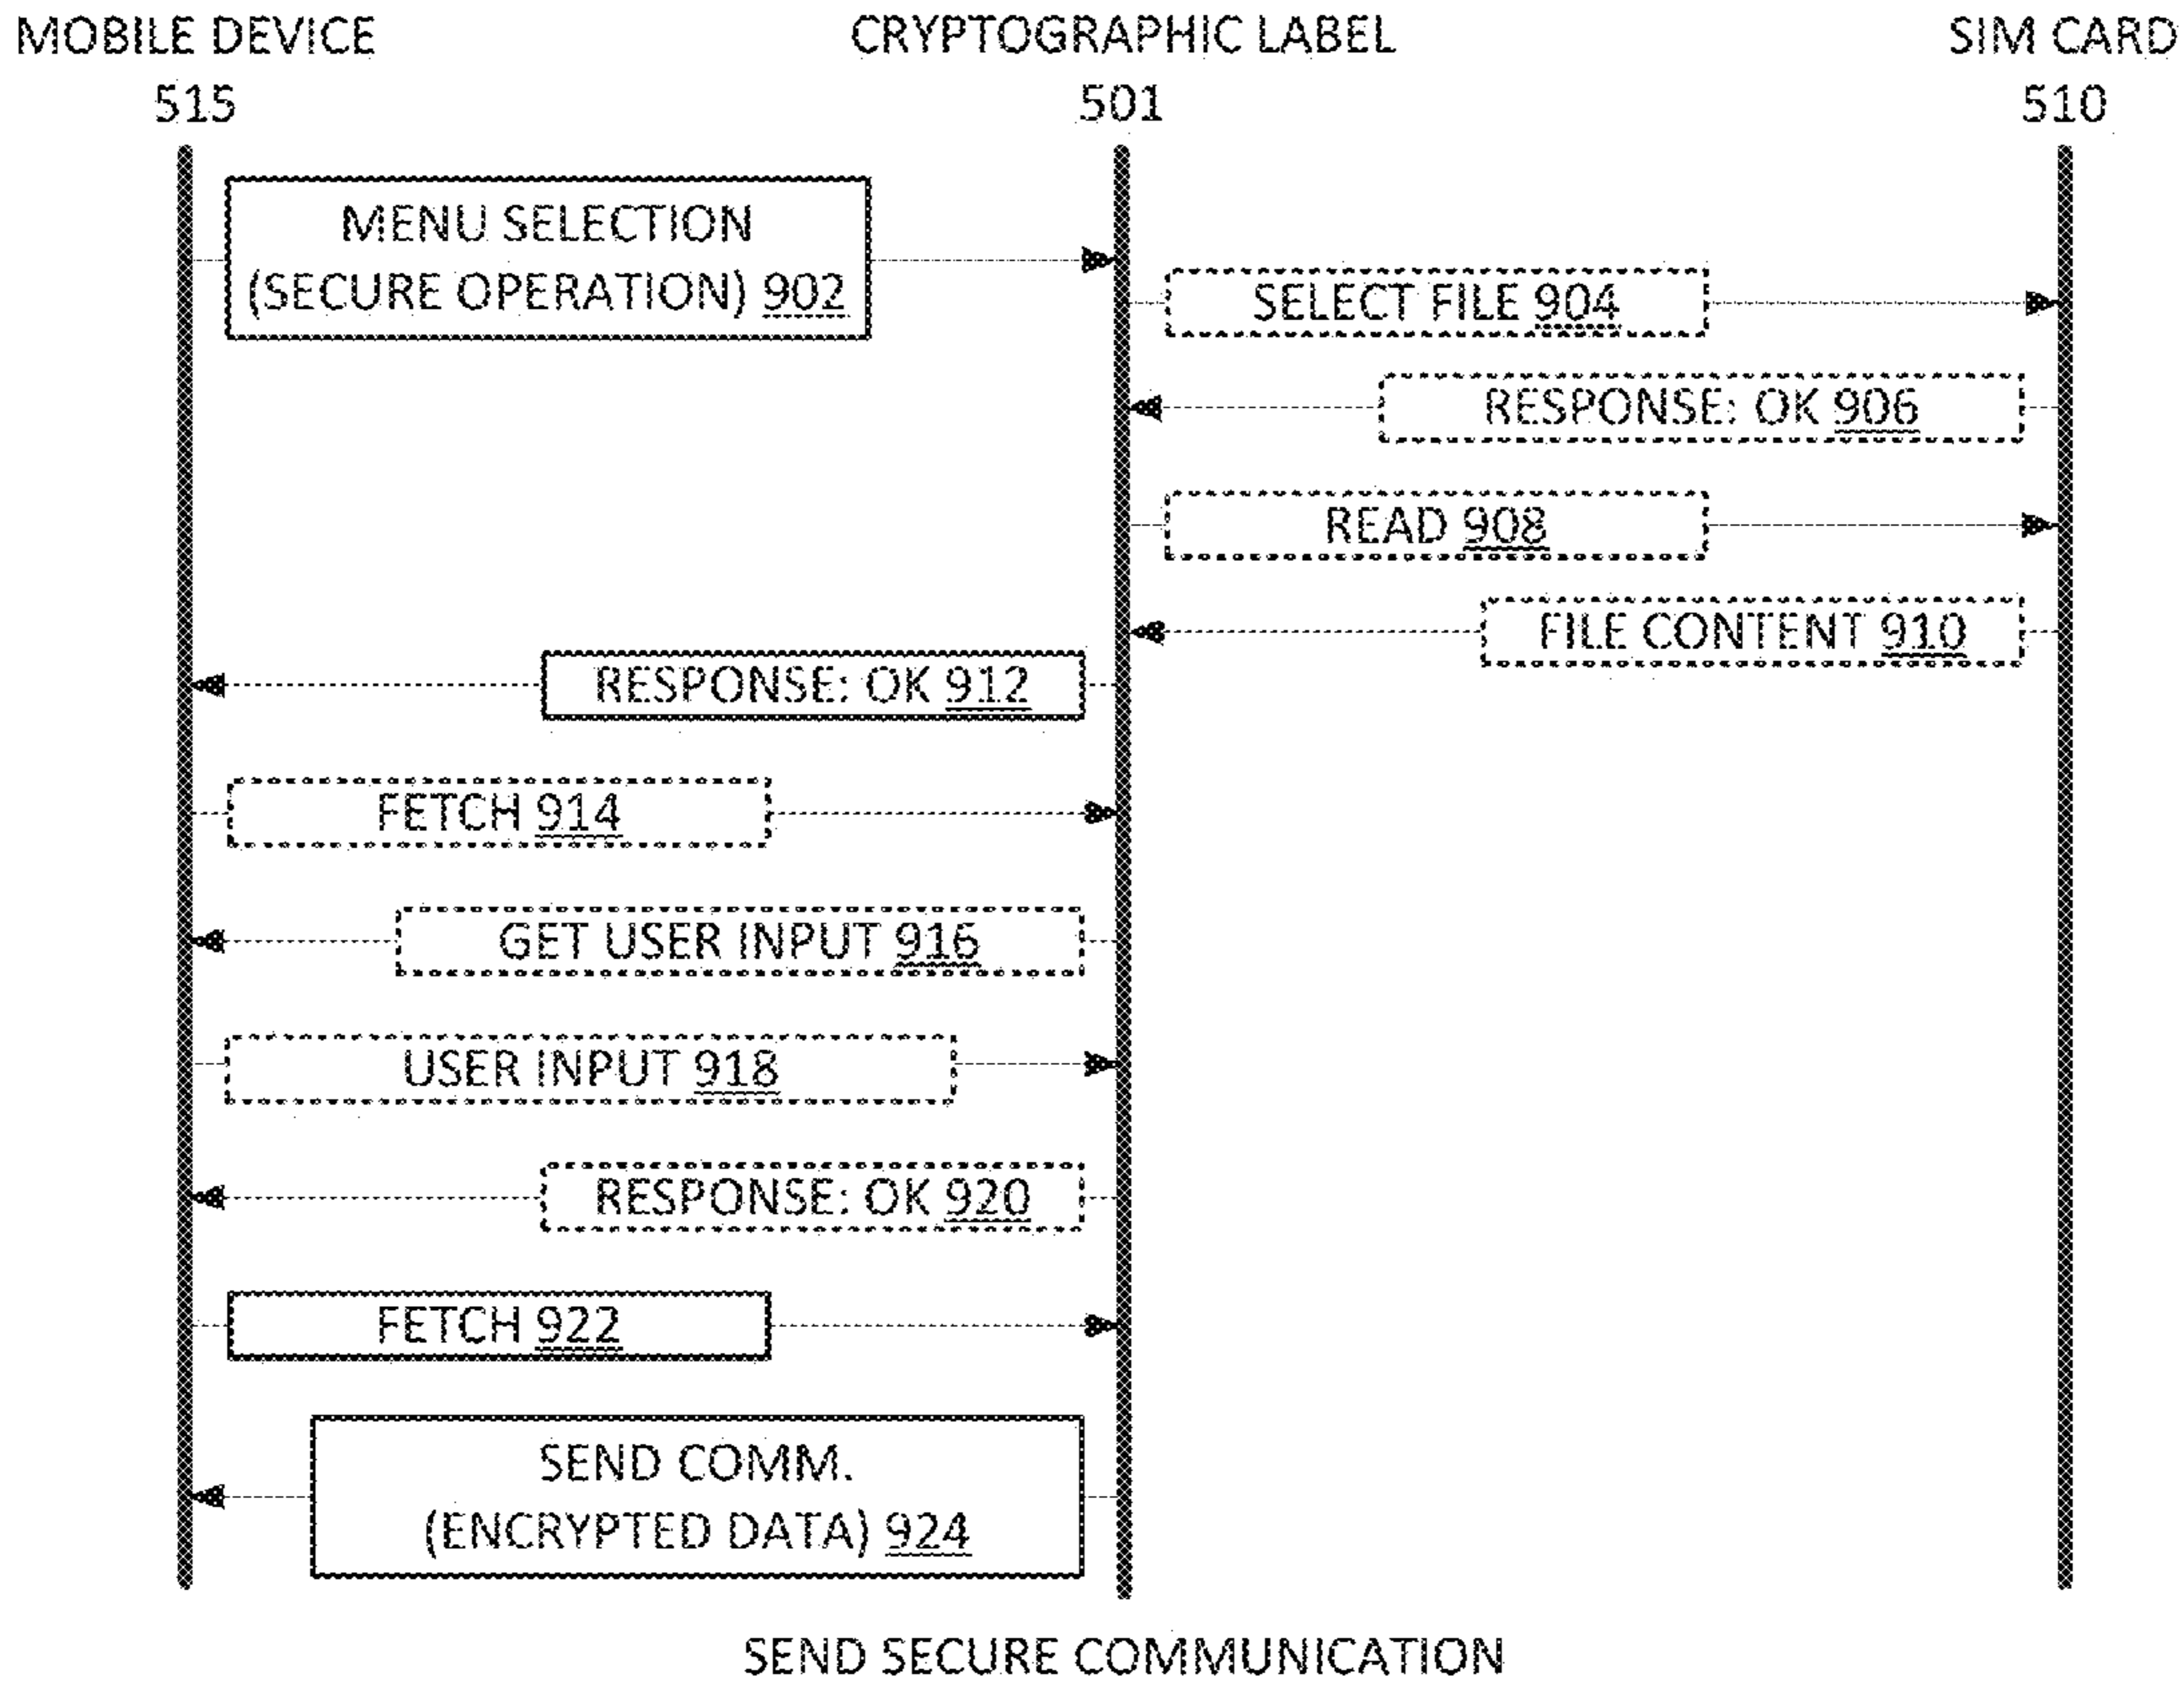 MOBILE DEVICE
515
CRYPTOGRAPHIC LABEL
501
SIM CARD
510
MENU SELECTION
(SECURE OPERATION) 902
SELECT FILE 904
RESPONSE: OK 906
READ 908
FILE CONTENT 910
RESPONSE: OK 912
FETCH 914
GET USER INPUT 916
USER INPUT 918
RESPONSE: OK 920
FETCH 922
SEND COMM.
(ENCRYPTED DATA) 924
SEND SECURE COMMUNICATION